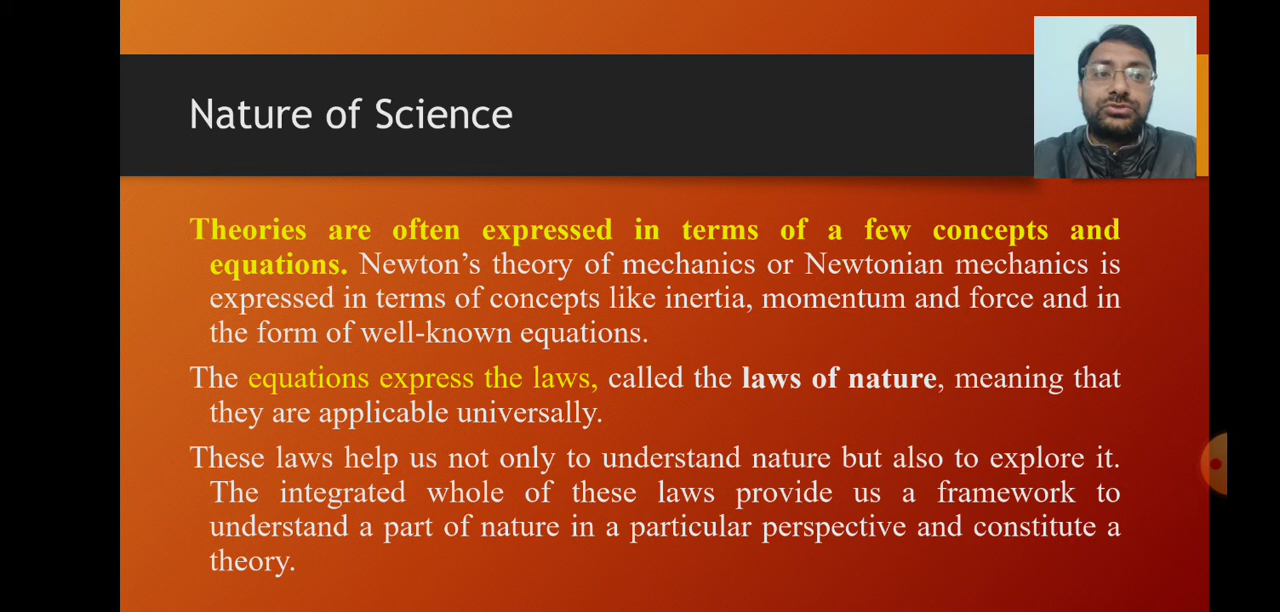 Nature of Science
Theories are often expressed in terms of a few concepts and
equations. Newton’s theory of mechanics or Newtonian mechanics is
expressed in terms of concepts like inertia, momentum and force and in
the form of well-known equations.
The equations express the laws, called the laws of nature, meaning that
they are applicable universally.
These laws help us not only to understand nature but also to explore it.
The integrated whole of these laws provide us a framework to
understand a part of nature in a particular perspective and constitute a
theory.